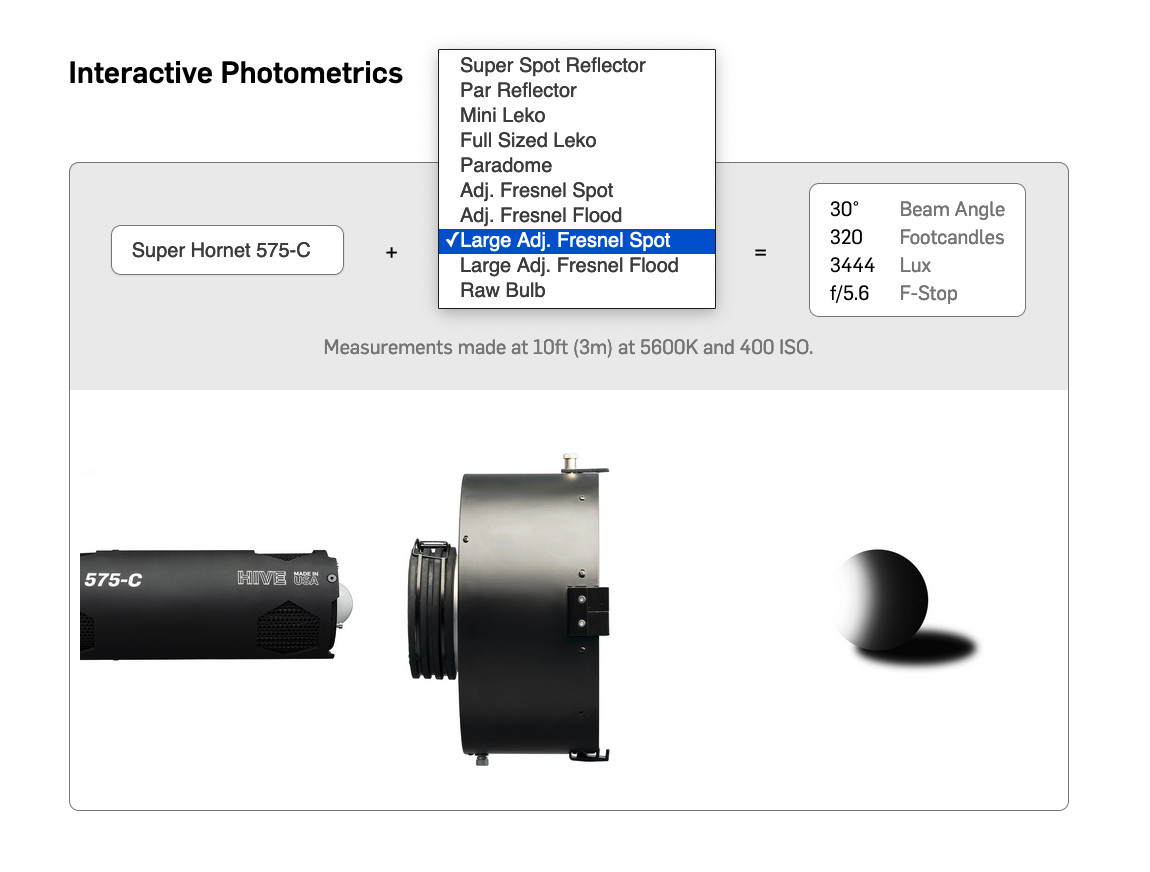 Interactive Photometrics
Super Spot Reflector
Par Reflector
Mini Leko
Full Sized Leko
Paradome
Adj. Fresnel Spot
Adj. Fresnel Flood
✓Large Adj. Fresnel Spot
Large Adj. Fresnel Flood
Raw Bulb
Super Hornet 575-C
+
=
30° Beam Angle
320 Footcandles
3444 Lux
f/5.6 F-Stop
Measurements made at 10ft (3m) at 5600K and 400 ISO.
575-C
HIVE
MADE IN
USA